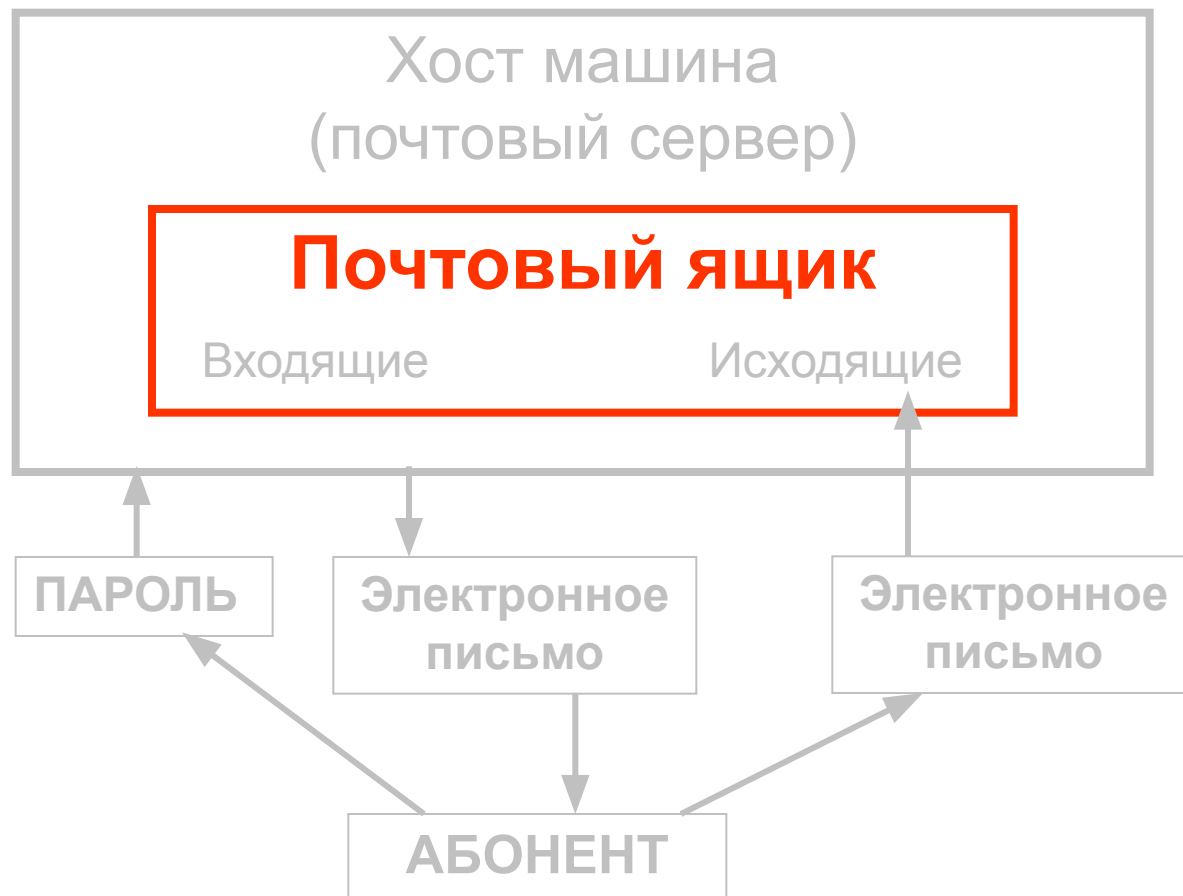 Хост машина
(почтовый сервер)
Почтовый ящик
Входящие
Исходящие
ПАРОЛЬ
Электронное
письмо
Электронное
письмо
АБОНЕНТ